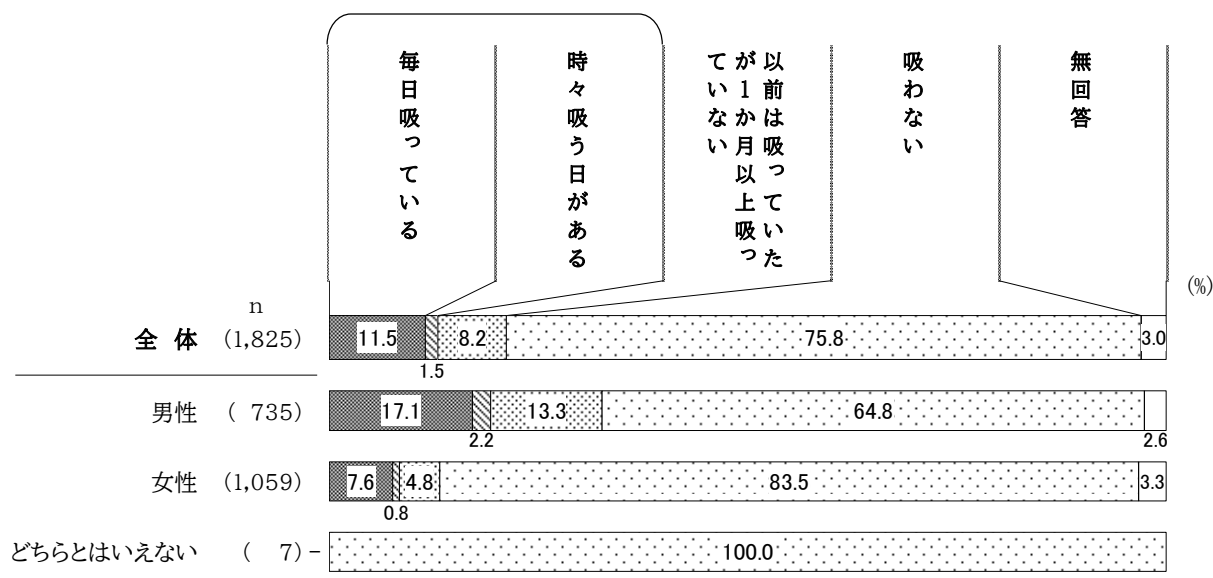 毎日吸っている
時々吸う日がある
以前は吸っていた
が1か月以上吸っ
ていない
吸わない
無回答
(%)
n
全 体 (1,825) 11.5 1.5 8.2 75.8 3.0
男性 ( 735) 17.1 2.2 13.3 64.8 2.6
女性 (1,059) 7.6 0.8 4.8 83.5 3.3
どちらとはいえない ( 7) - 100.0